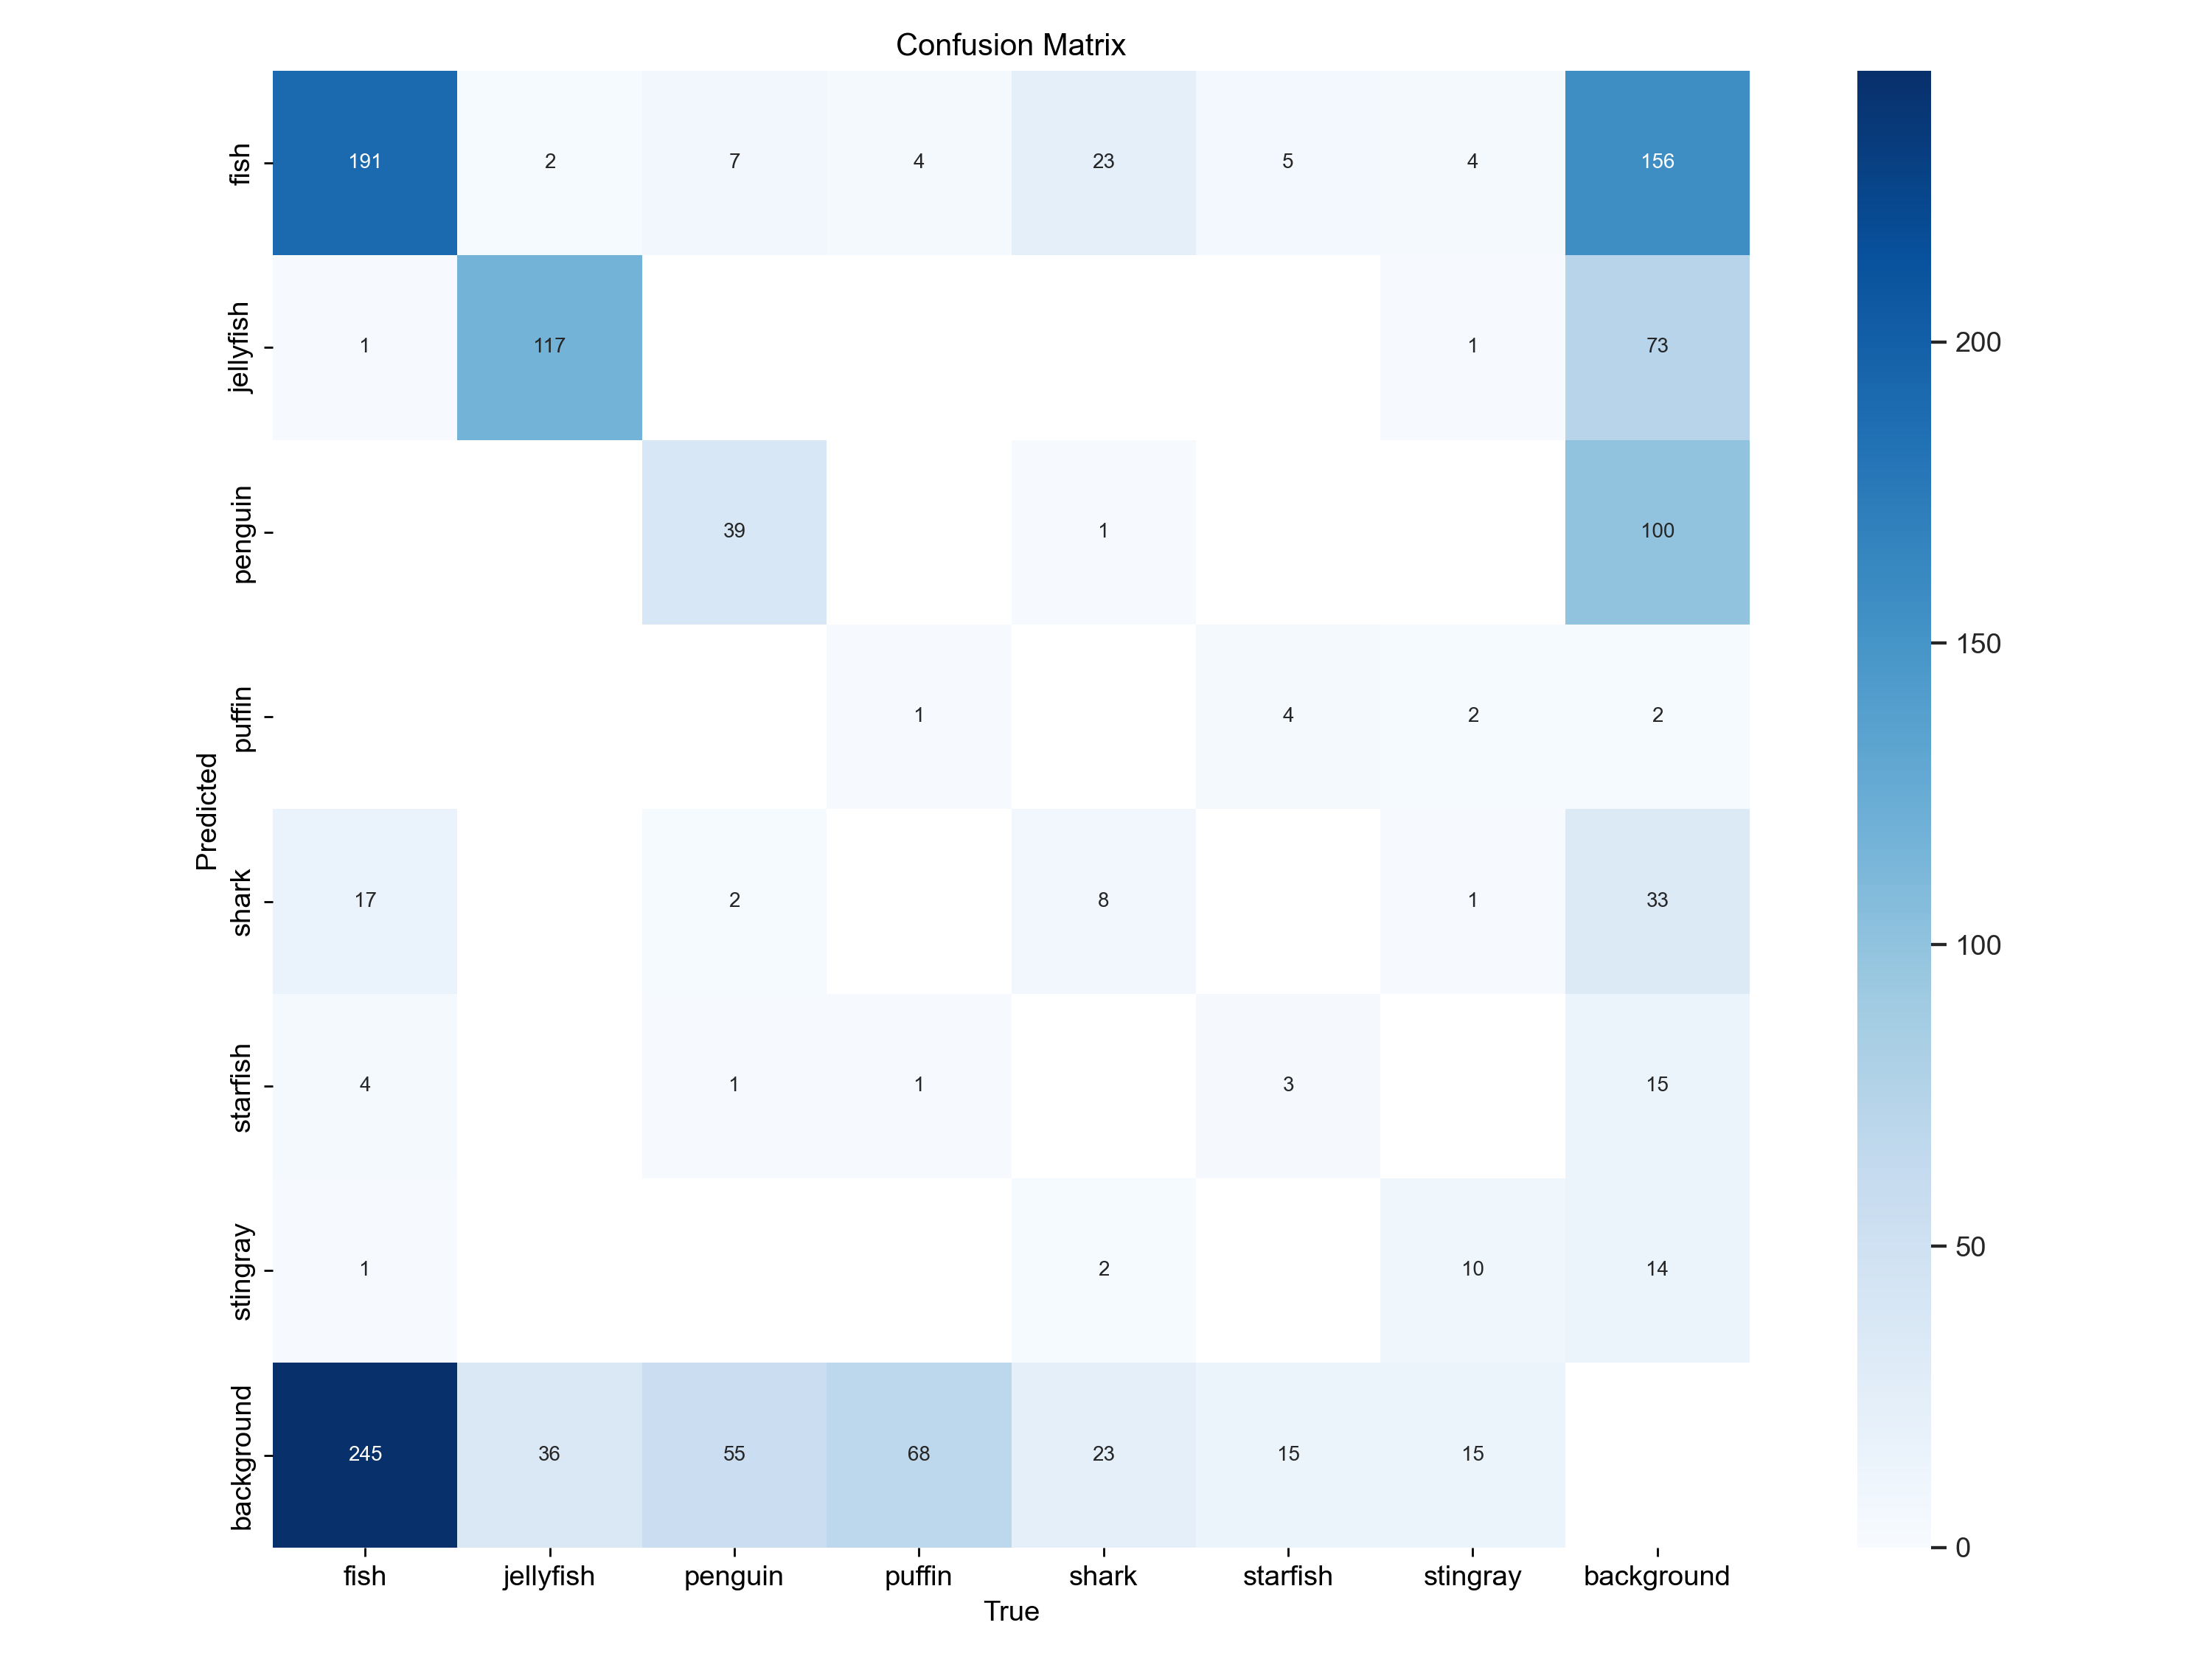 Confusion Matrix
fish 191 2 7 4 23 5 4 156
jellyfish 1 117 1 73
penguin 39 1 100
puffin 1 4 2 2
shark 17 2 8 1 33
starfish 4 1 1 3 15
stingray 1 2 10 14
background 245 36 55 68 23 15 15
fish jellyfish penguin puffin shark starfish stingray background
True
Predicted
200
150
100
50
0